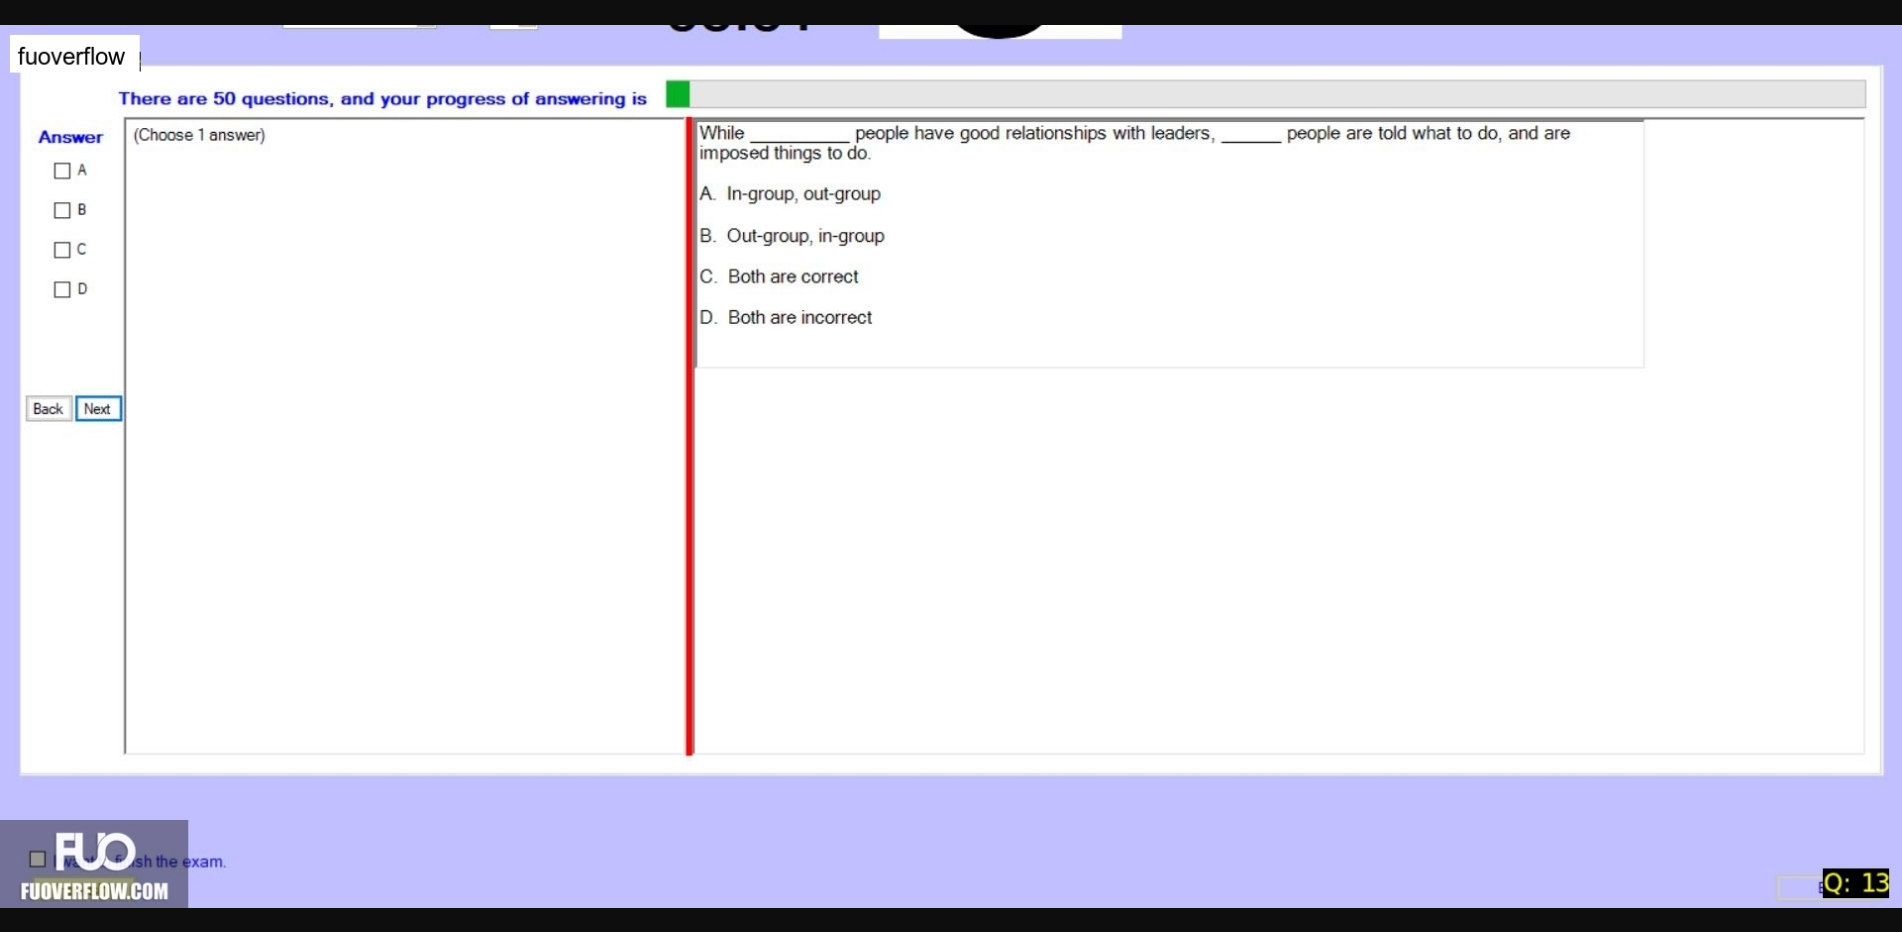 fuoverflow
There are 50 questions, and your progress of answering is
Answer
(Choose 1 answer)
A
B
C
D
Back Next
While __________ people have good relationships with leaders, ______ people are told what to do, and are
imposed things to do.
A. In-group, out-group
B. Out-group, in-group
C. Both are correct
D. Both are incorrect
FUO
the exam.
FUOVERFLOW.COM
Q: 13